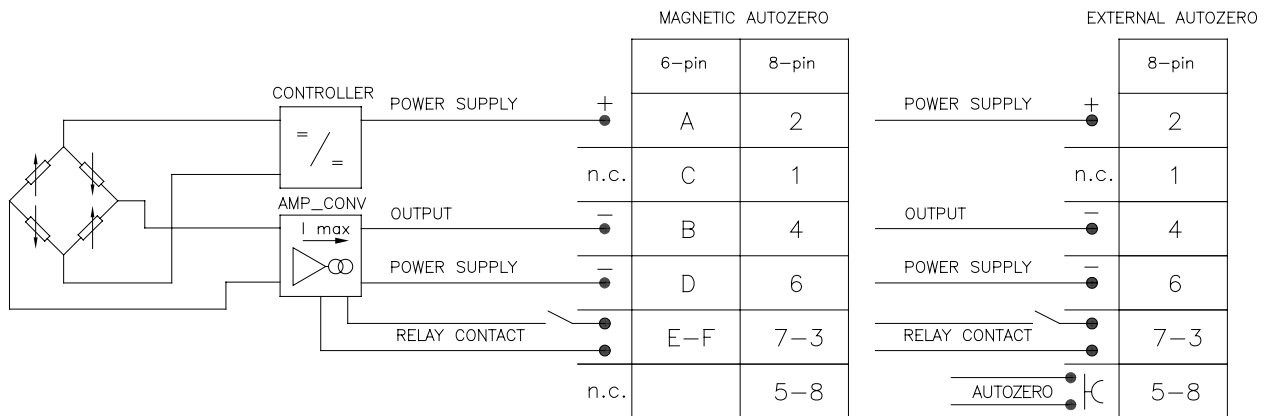 MAGNETIC AUTOZERO EXTERNAL AUTOZERO
6-pin 8-pin 8-pin
CONTROLLER
= / =
POWER SUPPLY + A 2 POWER SUPPLY + 2
n.c. C 1 n.c. 1
AMP_CONV
I max
OUTPUT − B 4 OUTPUT − 4
POWER SUPPLY − D 6 POWER SUPPLY − 6
RELAY CONTACT E-F 7-3 RELAY CONTACT 7-3
n.c. 5-8 AUTOZERO 5-8